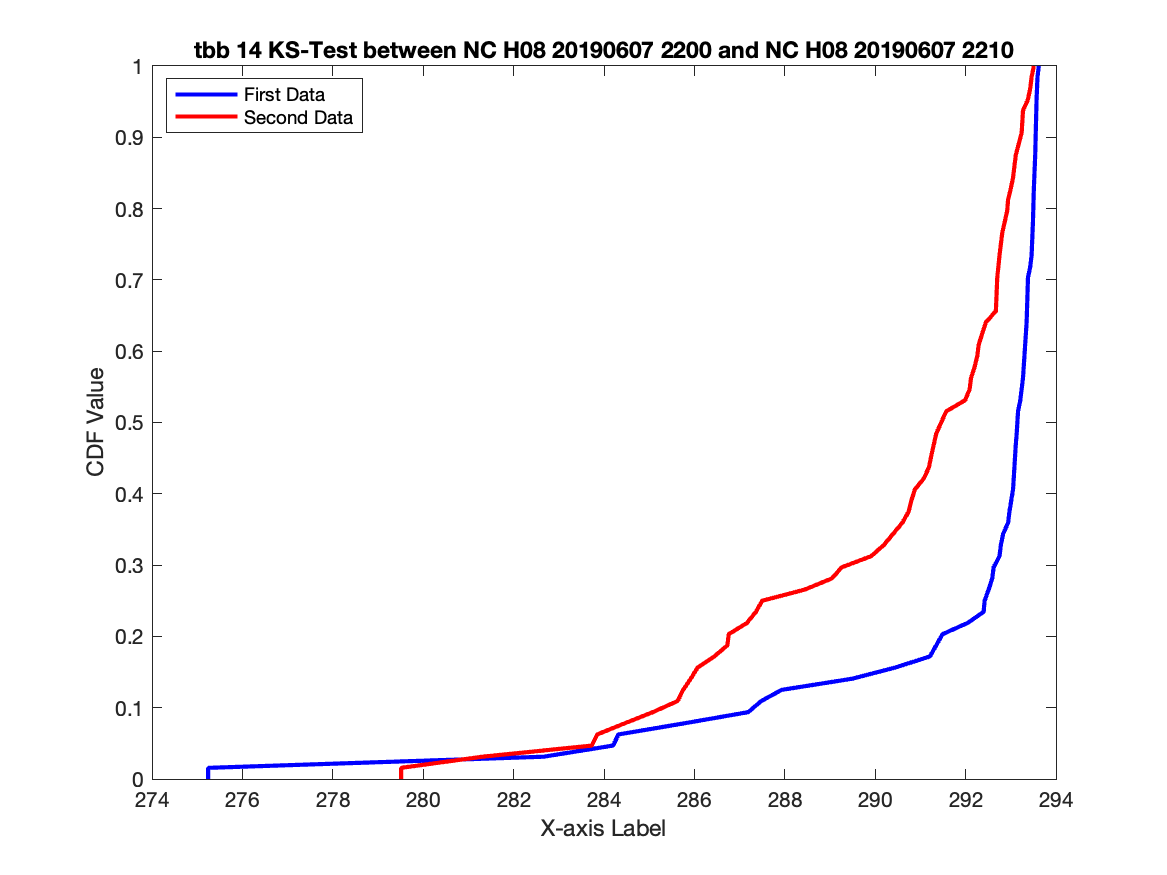 tbb 14 KS-Test between NC H08 20190607 2200 and NC H08 20190607 2210
First Data
Second Data
1
0.9
0.8
0.7
0.6
0.5
0.4
0.3
0.2
0.1
0
CDF Value
274 276 278 280 282 284 286 288 290 292 294
X-axis Label